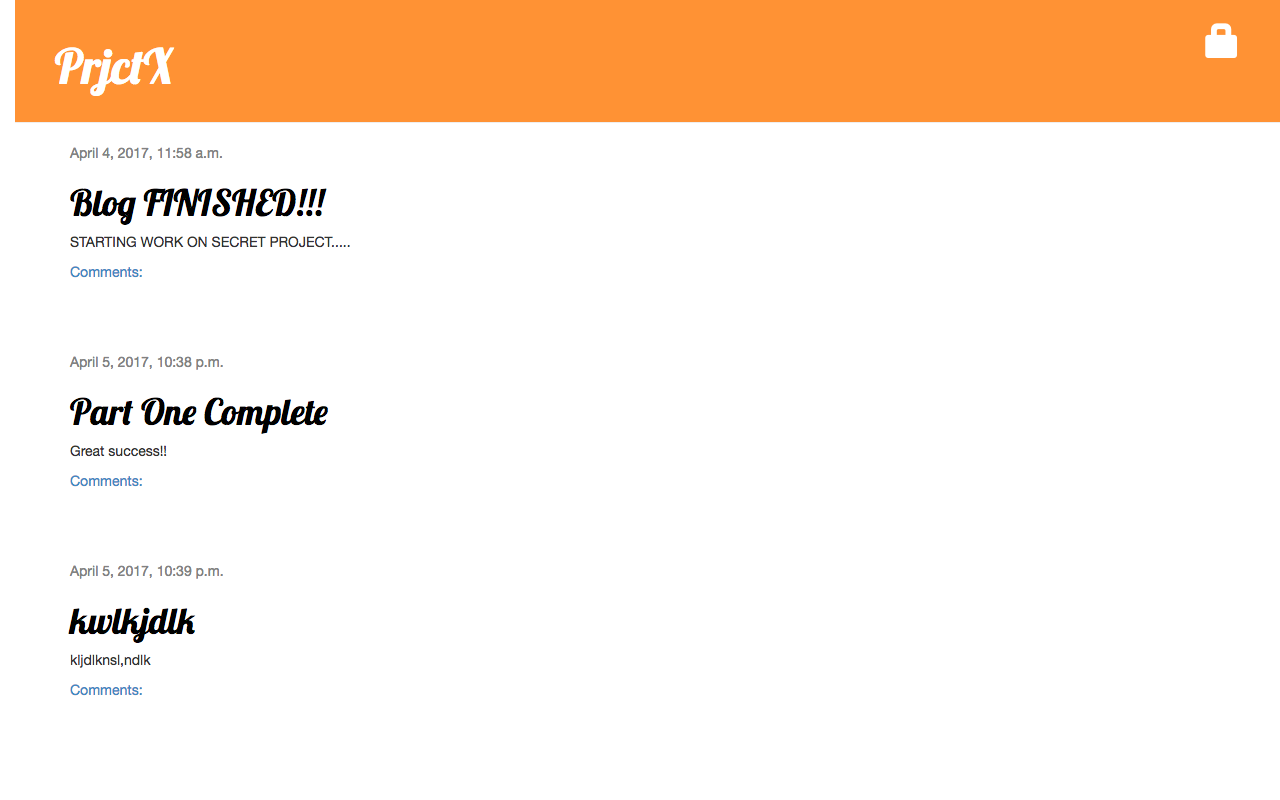 PrjctX
April 4, 2017, 11:58 a.m.
Blog FINISHED!!!
STARTING WORK ON SECRET PROJECT.....
Comments:
April 5, 2017, 10:38 p.m.
Part One Complete
Great success!!
Comments:
April 5, 2017, 10:39 p.m.
kwlkjdlk
kljdlknsl,ndlk
Comments: